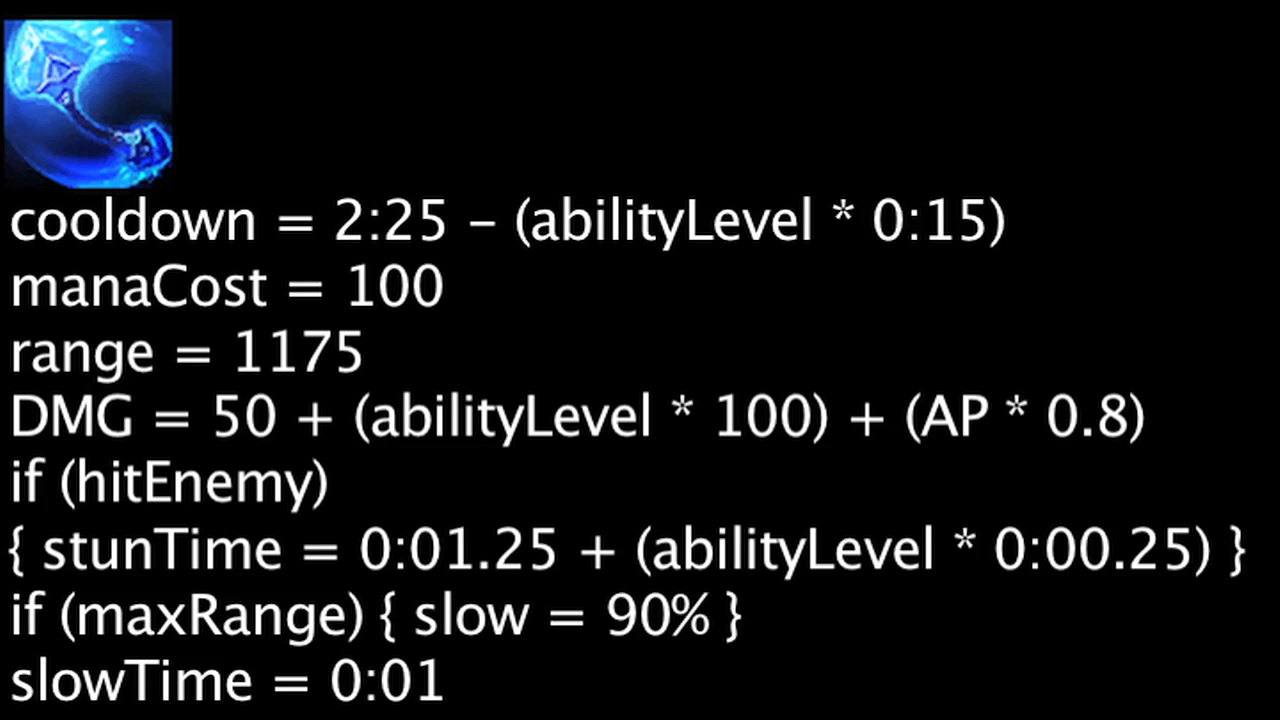 cooldown = 2:25 – (abilityLevel * 0:15)
manaCost = 100
range = 1175
DMG = 50 + (abilityLevel * 100) + (AP * 0.8)
if (hitEnemy)
{ stunTime = 0:01.25 + (abilityLevel * 0:00.25) }
if (maxRange) { slow = 90% }
slowTime = 0:01